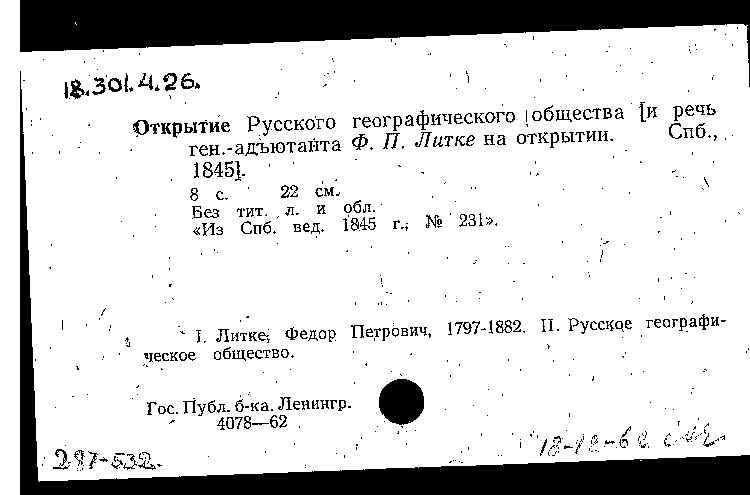 18.301.4.26.
Открытие Русского географического общества [и речь
ген.-адъютанта Ф. П. Литке на открытии. Спб.,
1845].
8 с. 22 см.
Без тит. л. и обл.
«Из Спб. вед. 1845 г., № 231».
I. Литке, Федор Петрович, 1797-1882. II. Русское географи-
ческое общество.
Гос. Публ. б-ка. Ленингр.
4078—62
18-12-62
287-532.